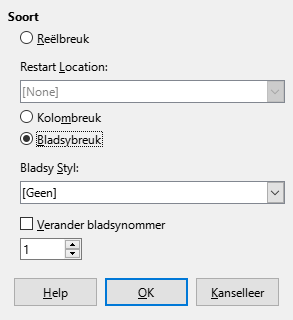 Soort
Reëlbreuk
Restart Location:
[None]
Kolombreuk
Bladsybreuk
Bladsy Styl:
[Geen]
Verander bladsynommer
1
Help
OK
Kanselleer